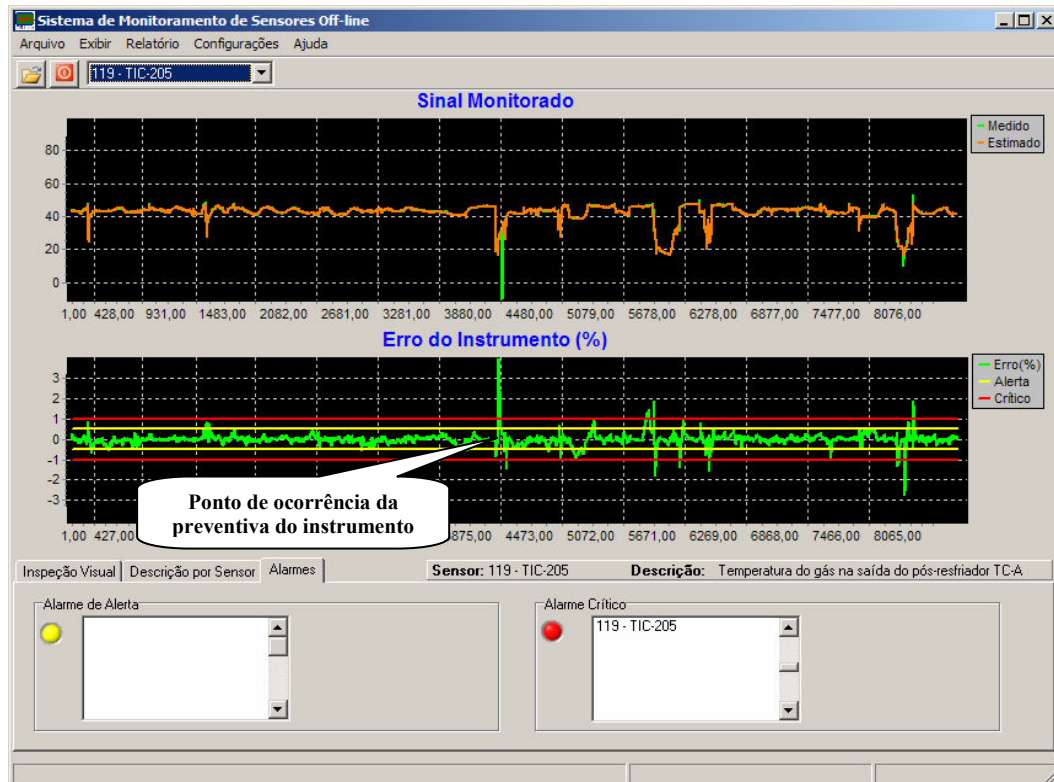 Sistema de Monitoramento de Sensores Off-line
Arquivo Exibir Relatório Configurações Ajuda
119 - TIC-205
Sinal Monitorado
Medido
Estimado
80
60
40
20
0
1,00 428,00 931,00 1483,00 2082,00 2681,00 3281,00 3880,00 4480,00 5079,00 5678,00 6278,00 6877,00 7477,00 8076,00
Erro do Instrumento (%)
Erro(%)
Alerta
Crítico
3
2
1
0
-1
-2
-3
Ponto de ocorrência da
preventiva do instrumento
1,00 427,00 4473,00 5072,00 5671,00 6269,00 6868,00 7466,00 8065,00
Inspeção Visual Descrição por Sensor Alarmes Sensor: 119 - TIC-205 Descrição: Temperatura do gás na saída do pós-resfriador TC-A
Alarme de Alerta
Alarme Crítico
119 - TIC-205